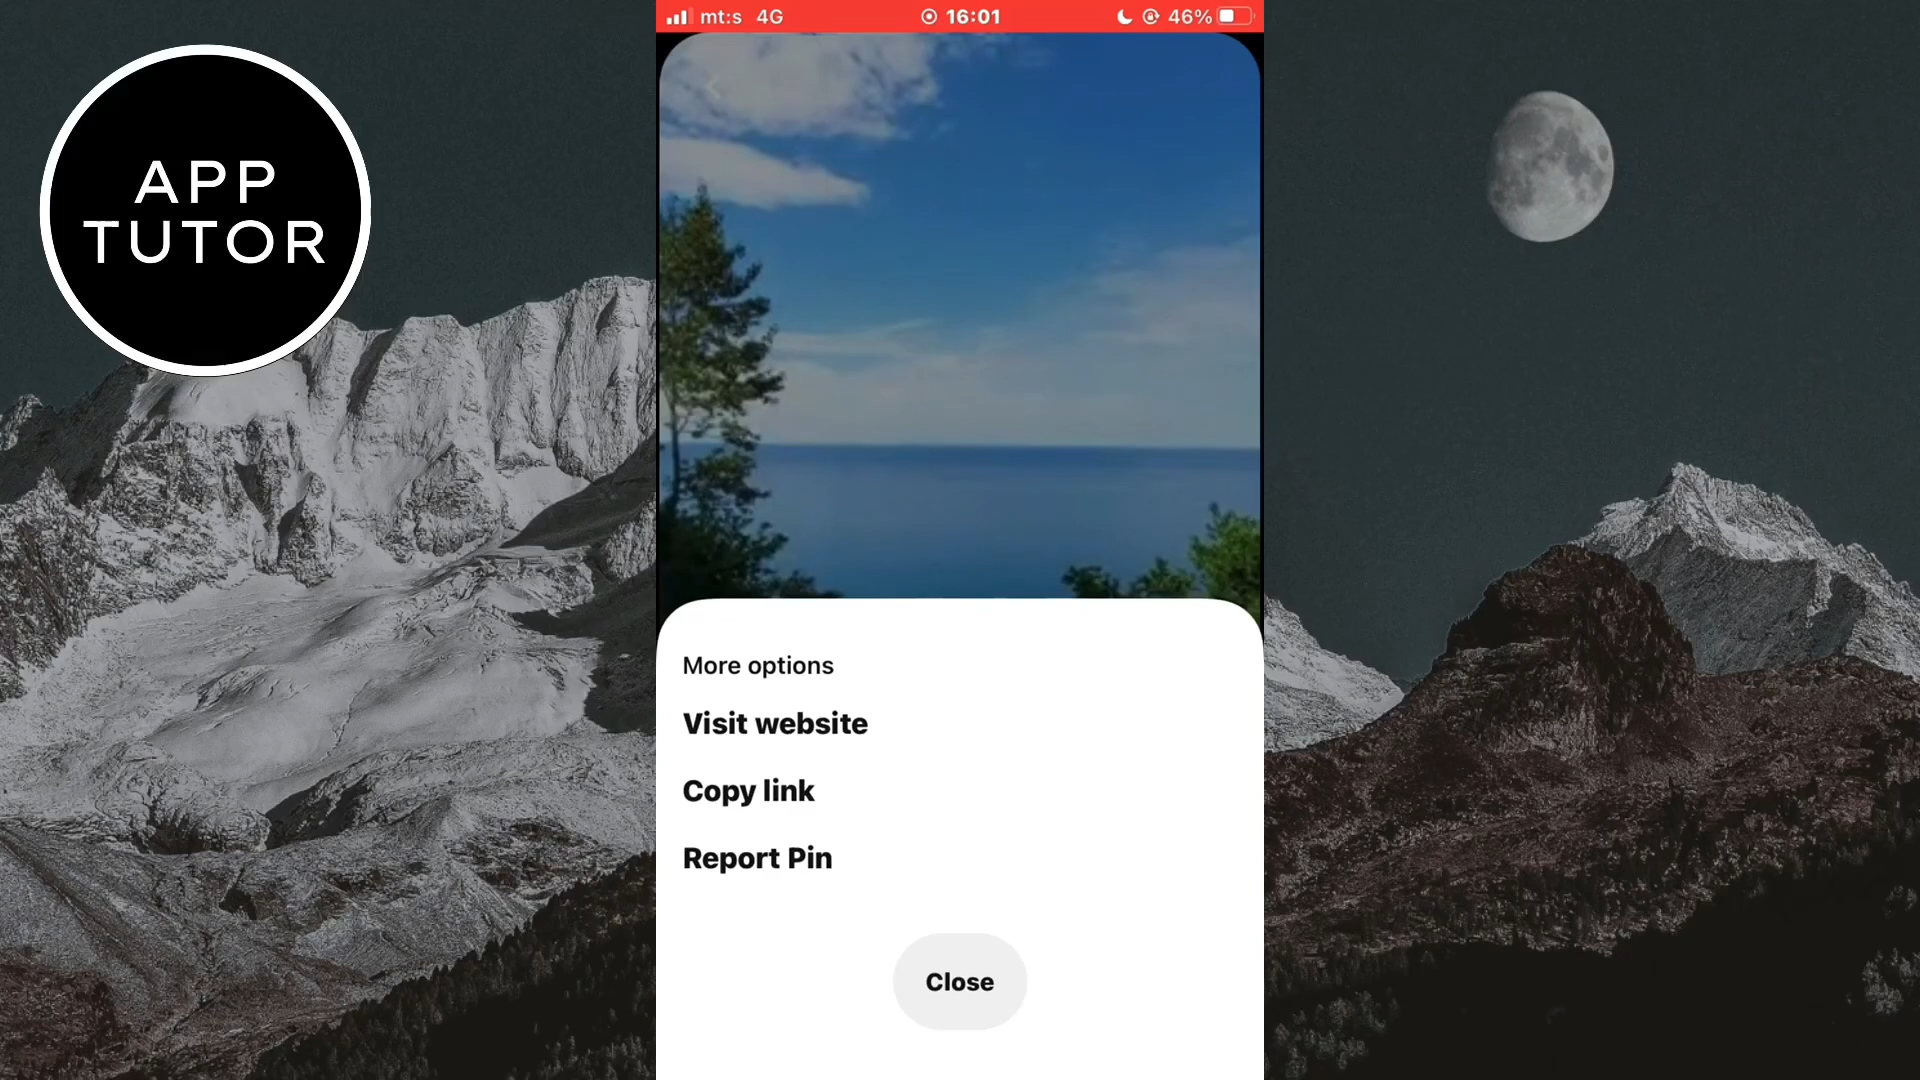 APP
TUTOR
mt:s 4G 16:01 46%
More options
Visit website
Copy link
Report Pin
Close